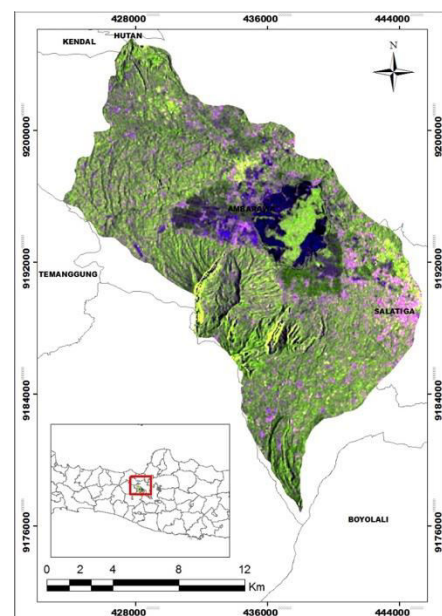 428000 436000 444000
HUTAN
KENDAL
N
9200000 9200000
AMBARAWA
9192000 9192000
TEMANGGUNG
SALATIGA
9184000 9184000
9176000 9176000
BOYOLALI
0 1 2 4 8 12
Km
428000 436000 444000